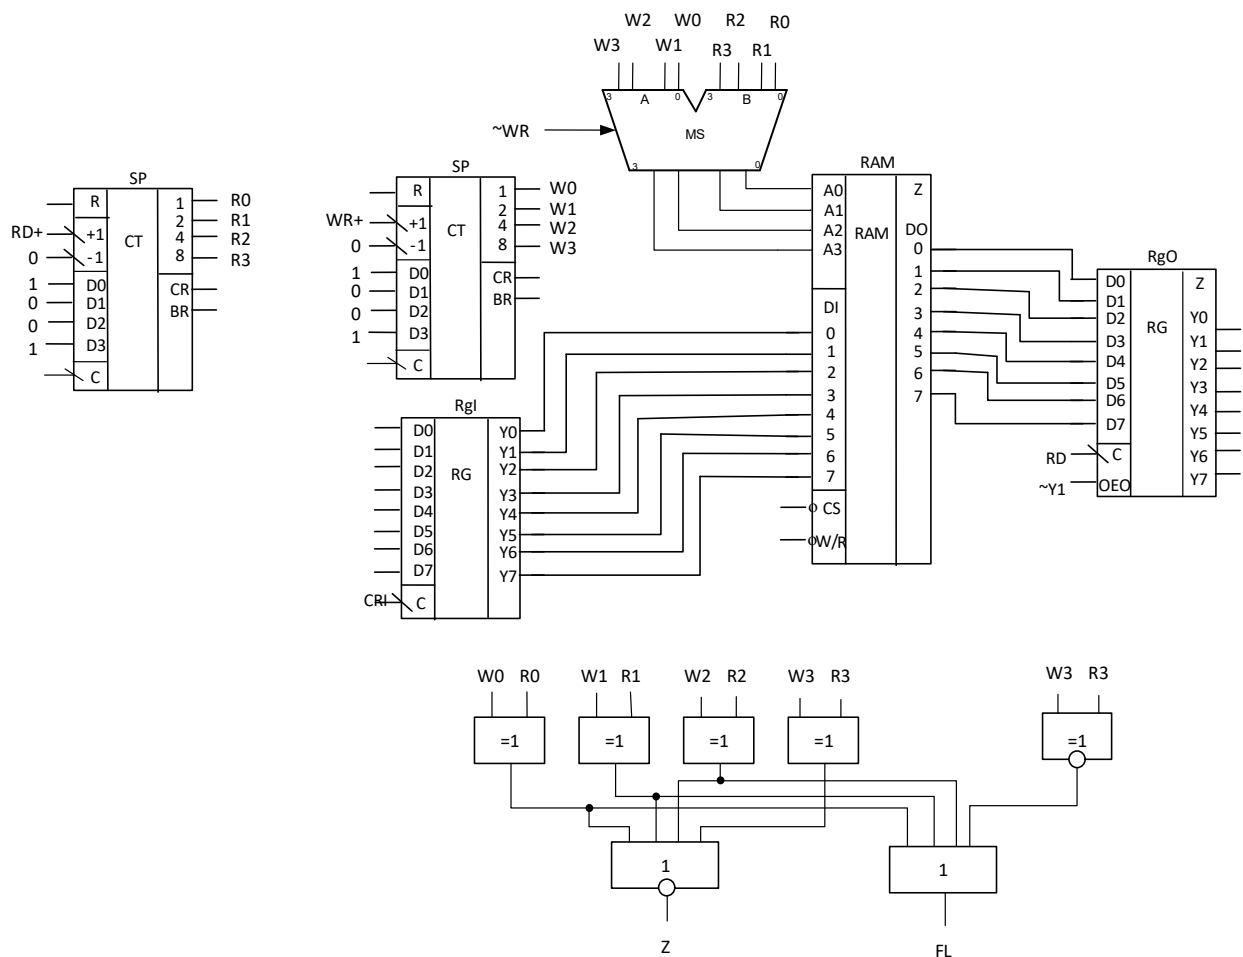 W2 W0 R2 R0
W3 W1 R3 R1
3 A 0 3 B 0
MS
~WR
3 0
SP
R
RD+ +1
0 -1
1 D0
0 D1
0 D2
1 D3
C
CT
1 R0
2 R1
4 R2
8 R3
CR
BR
SP
R
WR+ +1
0 -1
1 D0
0 D1
0 D2
1 D3
C
CT
1 W0
2 W1
4 W2
8 W3
CR
BR
RAM
A0
A1
A2
A3
RAM
Z
DO
0
1
2
3
4
5
6
7
DI
0
1
2
3
4
5
6
7
CS
W/R
RgO
D0
D1
D2
D3
D4
D5
D6
D7
RD C
~Y1 OEO
RG
Z
Y0
Y1
Y2
Y3
Y4
Y5
Y6
Y7
RgI
D0
D1
D2
D3
D4
D5
D6
D7
CRI C
RG
Y0
Y1
Y2
Y3
Y4
Y5
Y6
Y7
W0 R0 W1 R1 W2 R2 W3 R3 W3 R3
=1 =1 =1 =1 =1
1 1
Z FL